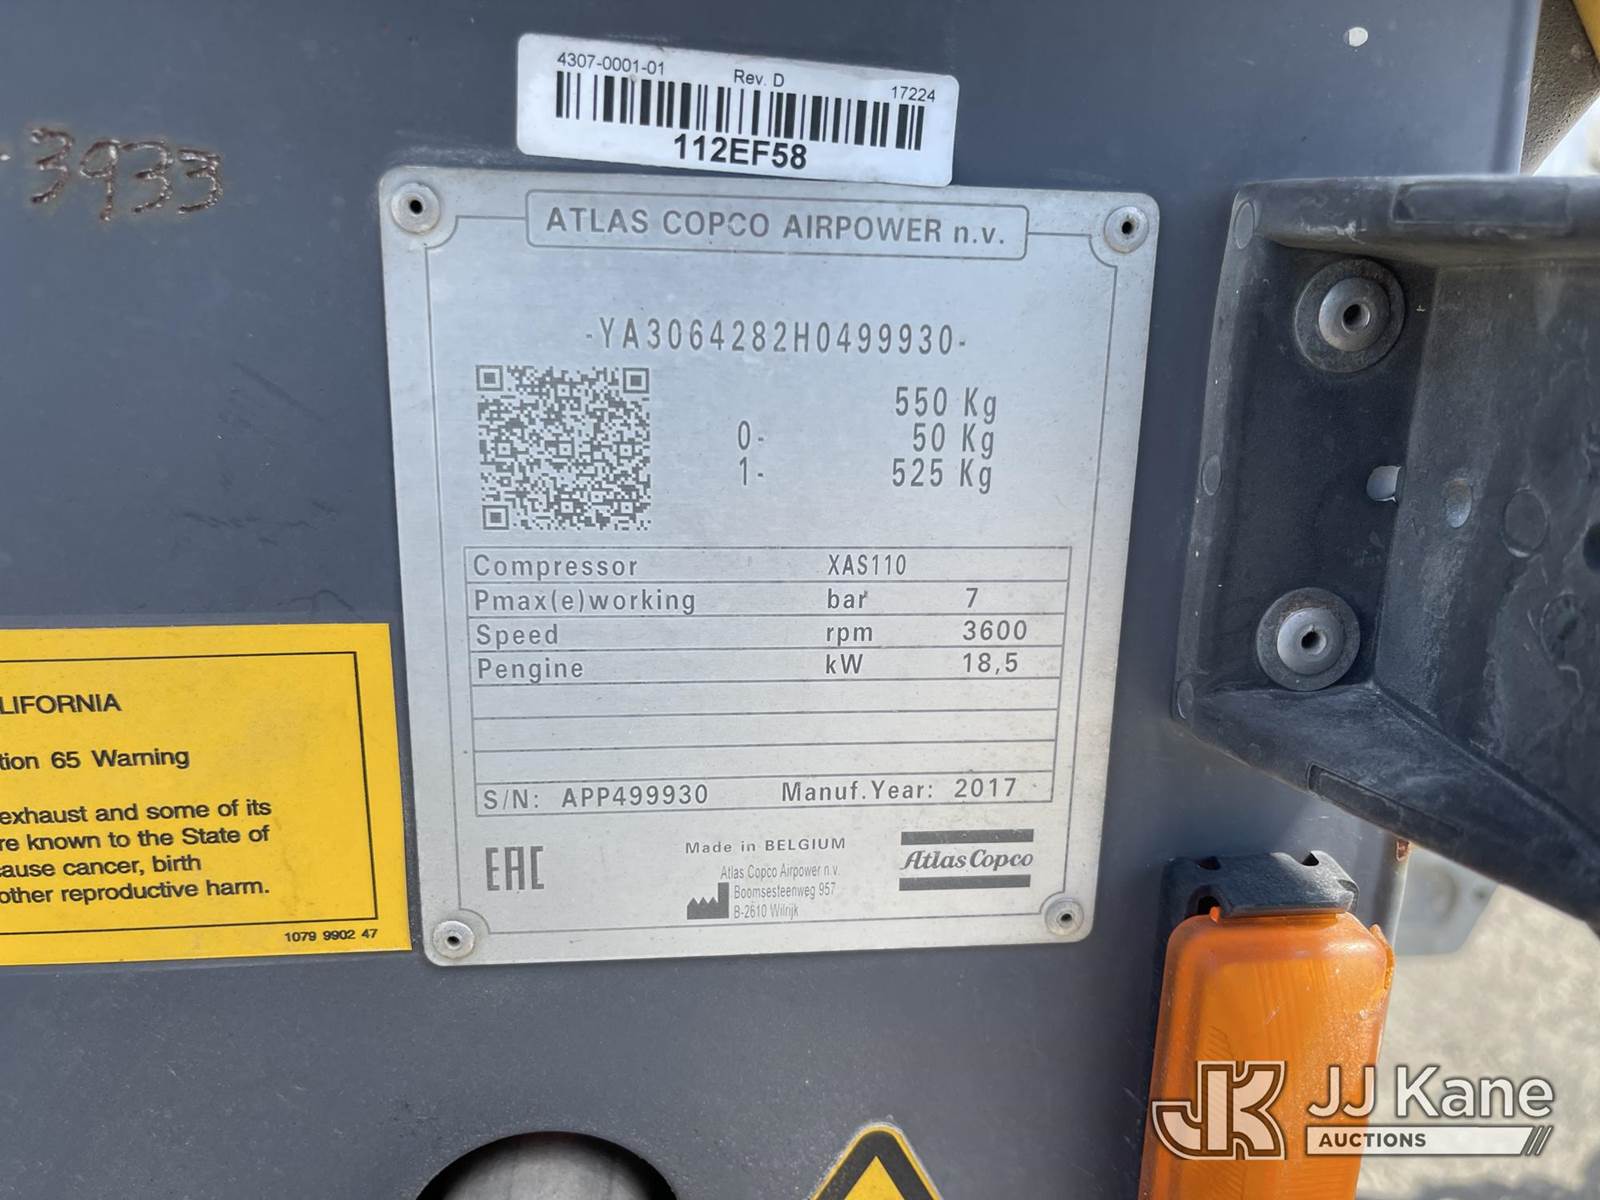 4307-0001-01 Rev. D 17224
112EF58
3933
ATLAS COPCO AIRPOWER n.v.
-YA3064282H0499930-
550 Kg
0- 50 Kg
1- 525 Kg
Compressor XAS110
Pmax(e)working bar 7
Speed rpm 3600
Pengine kW 18,5
S/N: APP499930 Manuf.Year: 2017
EAC
Made in BELGIUM
Atlas Copco Airpower n.v.
Boomsesteenweg 957
B-2610 Wilrijk
Atlas Copco
LIFORNIA
tion 65 Warning
exhaust and some of its
re known to the State of
cause cancer, birth
other reproductive harm.
1079 9902 47
JK JJ Kane
AUCTIONS